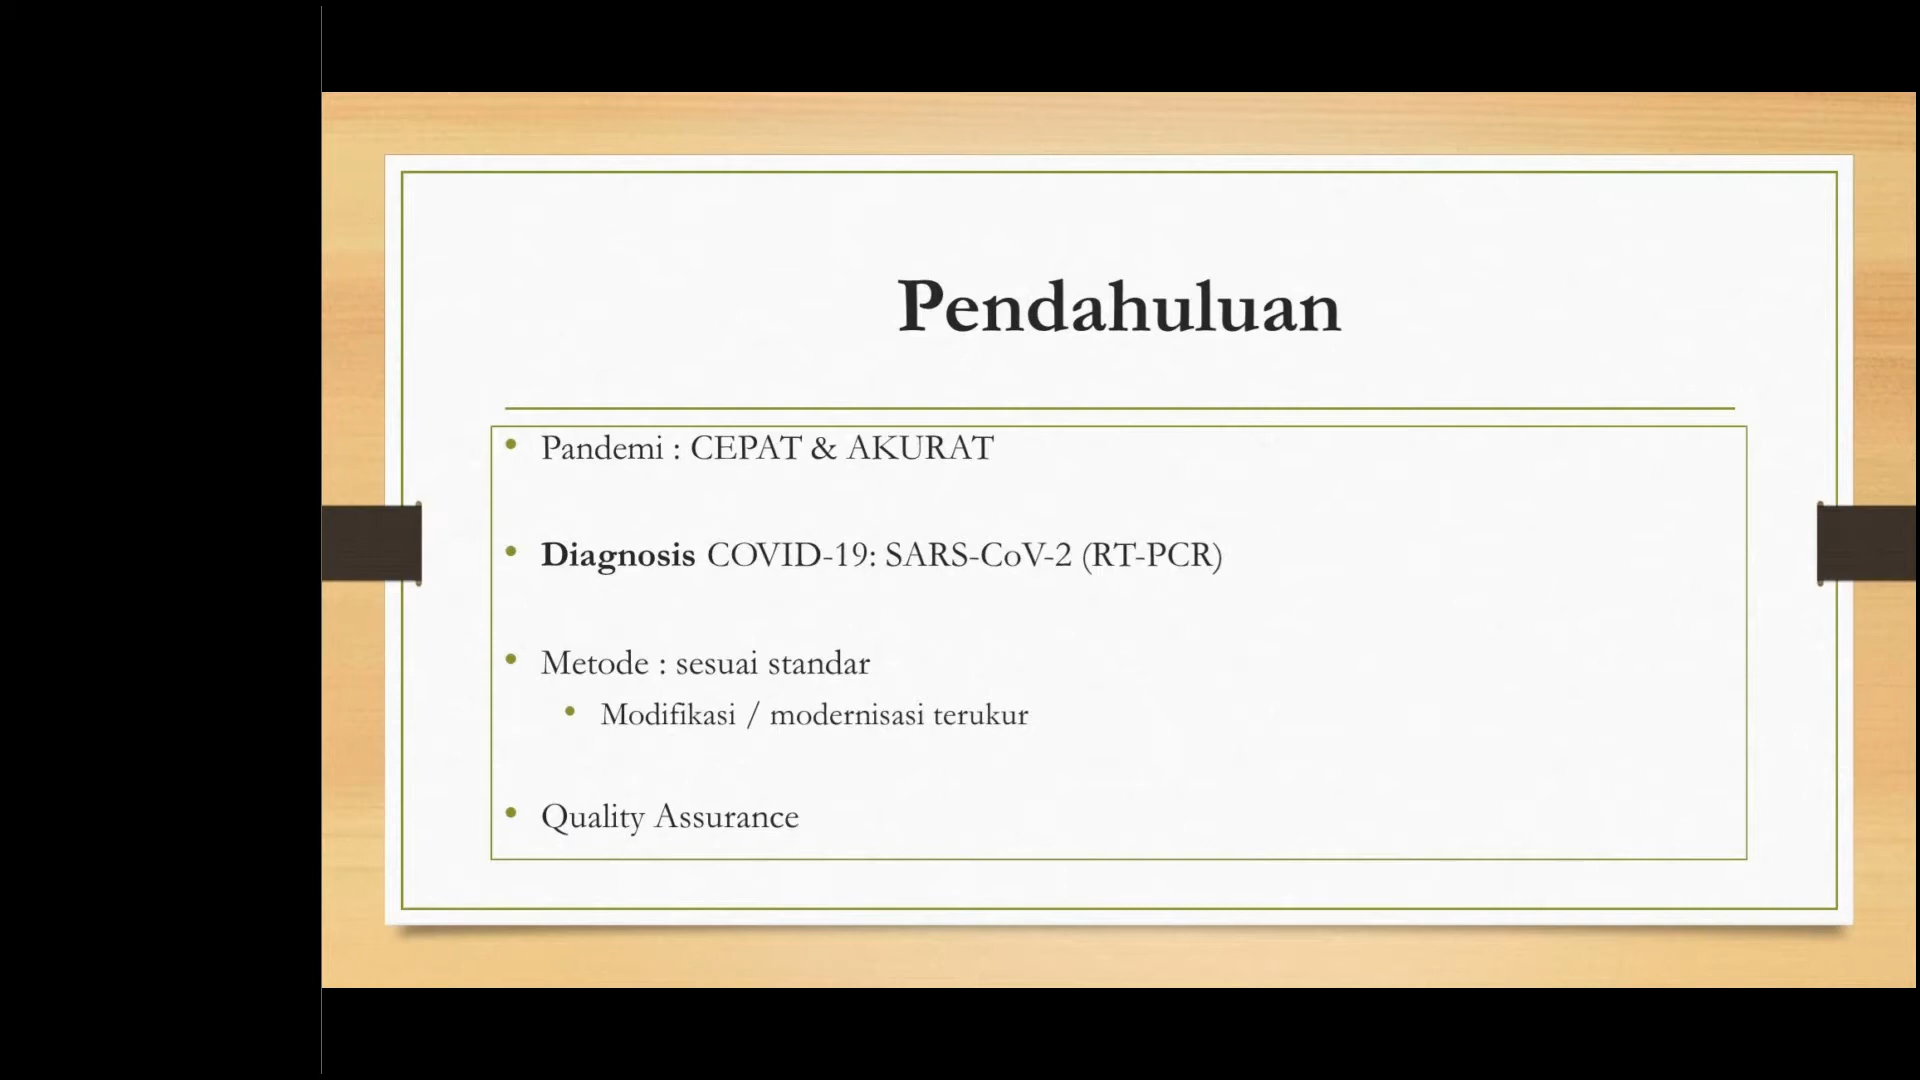 Pendahuluan
• Pandemi : CEPAT & AKURAT
• Diagnosis COVID-19: SARS-CoV-2 (RT-PCR)
• Metode : sesuai standar
• Modifikasi / modernisasi terukur
• Quality Assurance